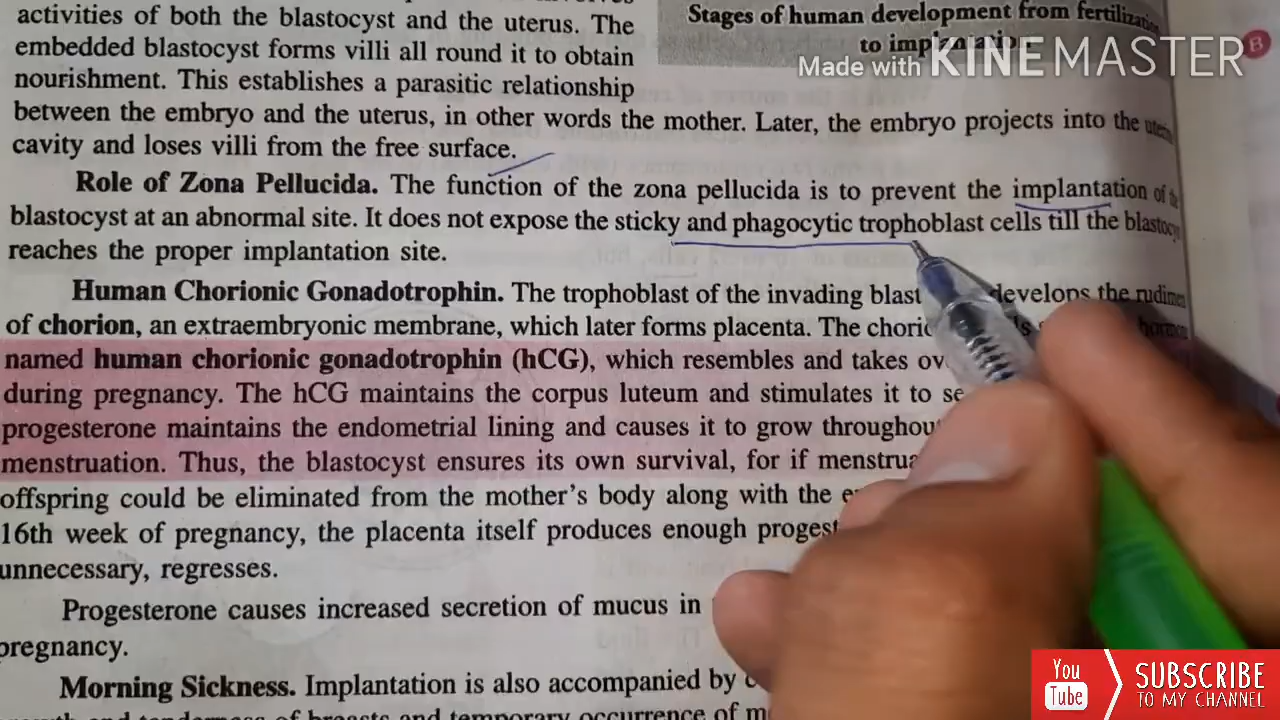 activities of both the blastocyst and the uterus. The
embedded blastocyst forms villi all round it to obtain
nourishment. This establishes a parasitic relationship
between the embryo and the uterus, in other words the mother. Later, the embryo projects into the
cavity and loses villi from the free surface.
Stages of human development from fertilization
to implantation
B
Made with KINEMASTER
Role of Zona Pellucida. The function of the zona pellucida is to prevent the implantation of
blastocyst at an abnormal site. It does not expose the sticky and phagocytic trophoblast cells till the
reaches the proper implantation site.
Human Chorionic Gonadotrophin. The trophoblast of the invading develops the
of chorion, an extraembryonic membrane, which later forms placenta. The
named human chorionic gonadotrophin (hCG), which resembles and takes
during pregnancy. The hCG maintains the corpus luteum and stimulates it to
progesterone maintains the endometrial lining and causes it to grow
menstruation. Thus, the blastocyst ensures its own survival, for if
offspring could be eliminated from the mother's body along with the
16th week of pregnancy, the placenta itself produces enough
unnecessary, regresses.
Progesterone causes increased secretion of mucus in
pregnancy.
Morning Sickness. Implantation is also accompanied by
tenderness of breasts and temporary occurrence of
You
Tube
SUBSCRIBE
TO MY CHANNEL